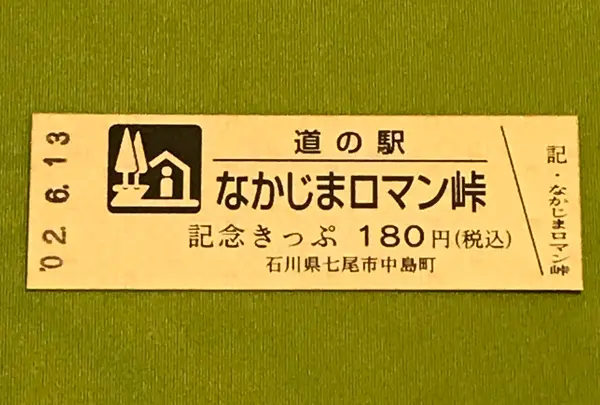 '02.6.13
道の駅
なかじまロマン峠
記念きっぷ 180円(税込)
石川県七尾市中島町
記・なかじまロマン峠